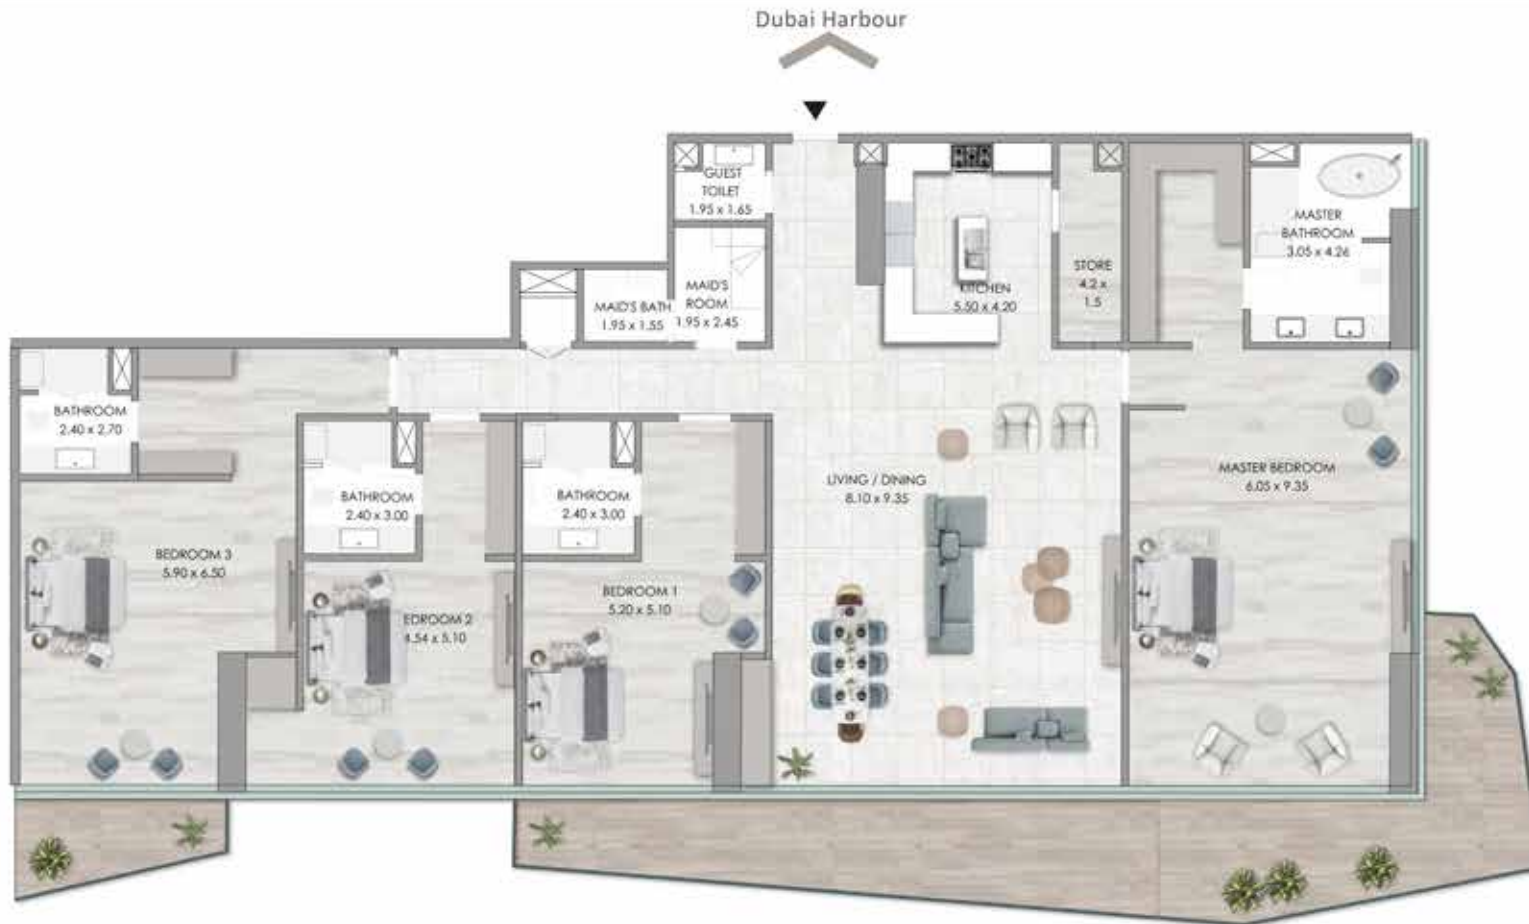 Dubai Harbour
GUEST
TOILET
1.95 x 1.65
MASTER
BATHROOM
3.05 x 4.26
STORE
4.2 x
1.5
KITCHEN
5.50 x 4.20
MAID'S
ROOM
1.95 x 2.45
MAID'S BATH
1.95 x 1.55
BATHROOM
2.40 x 2.70
BATHROOM
2.40 x 3.00
BATHROOM
2.40 x 3.00
LIVING / DINING
8.10 x 9.35
MASTER BEDROOM
6.05 x 9.35
BEDROOM 3
5.90 x 6.50
EDROOM 2
4.54 x 5.10
BEDROOM 1
5.20 x 5.10